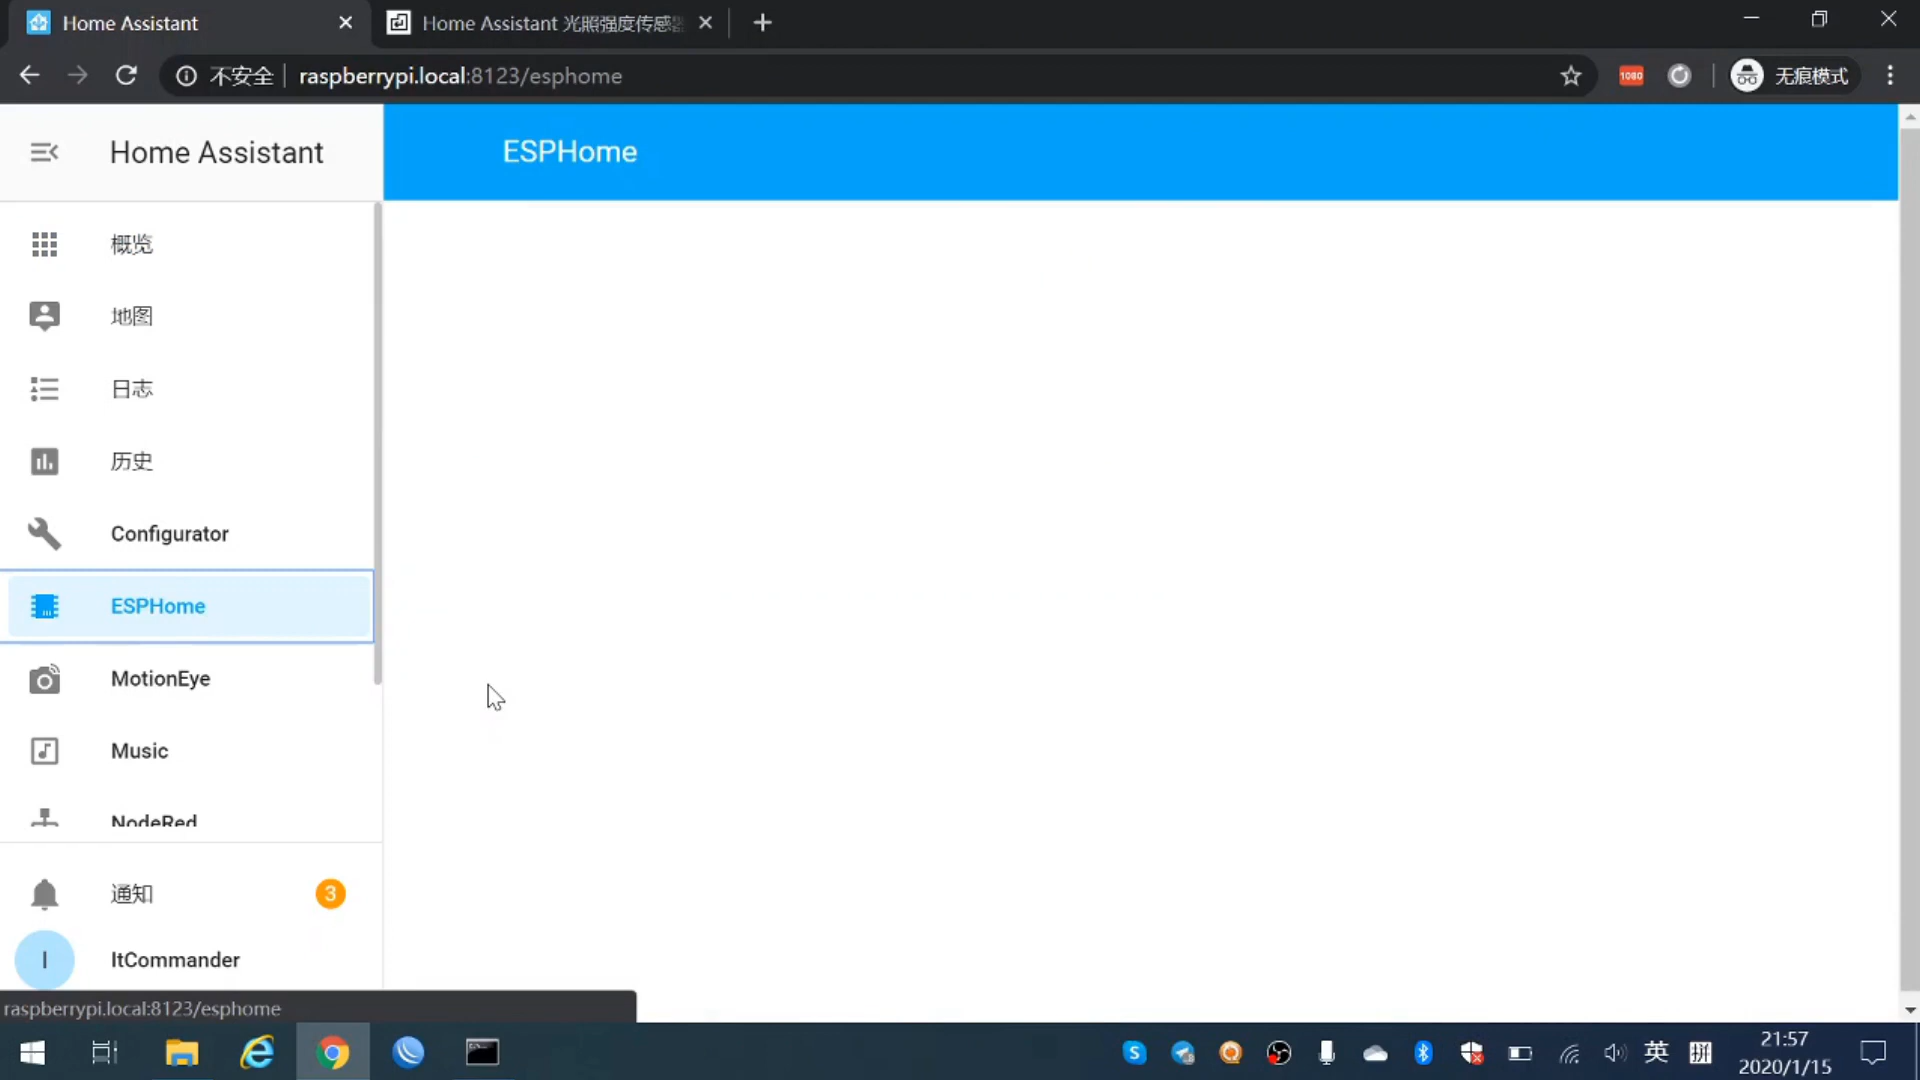 Home Assistant
Home Assistant 光照强度传感器
不安全
raspberrypi.local:8123/esphome
1080
无痕模式
Home Assistant
ESPHome
概览
地图
日志
历史
Configurator
ESPHome
MotionEye
Music
NodeRed
通知
3
I
ItCommander
raspberrypi.local:8123/esphome
英
拼
21:57
2020/1/15